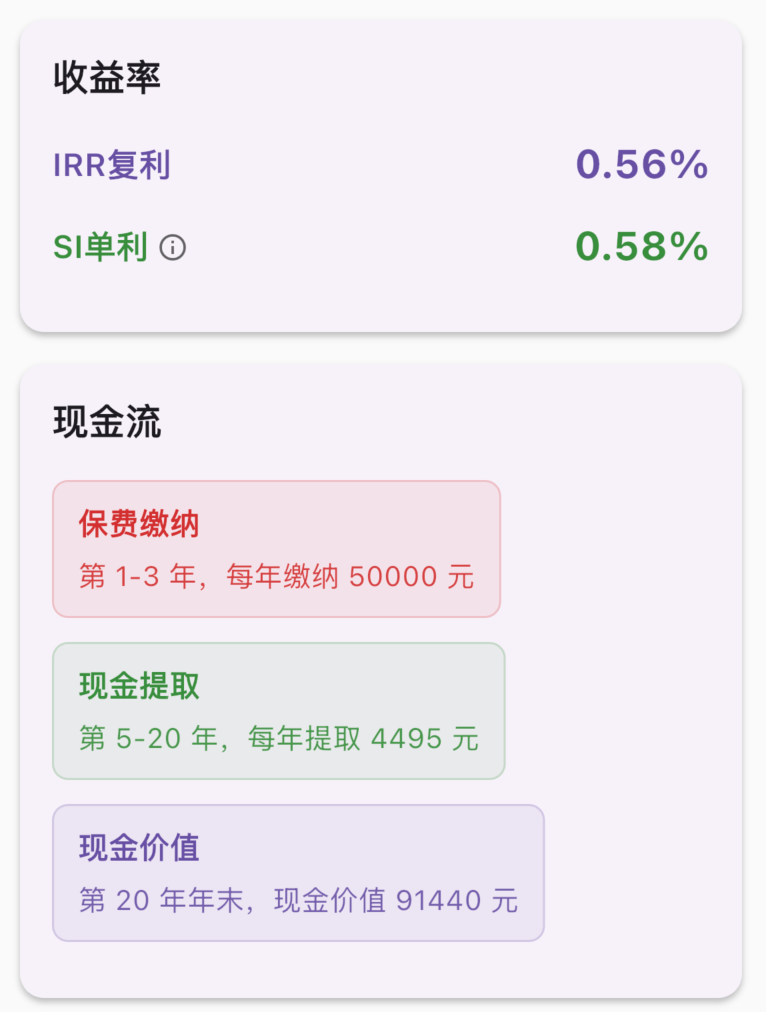 收益率
IRR复利 0.56%
SI单利 0.58%
现金流
保费缴纳
第 1-3 年，每年缴纳 50000 元
现金提取
第 5-20 年，每年提取 4495 元
现金价值
第 20 年年末，现金价值 91440 元